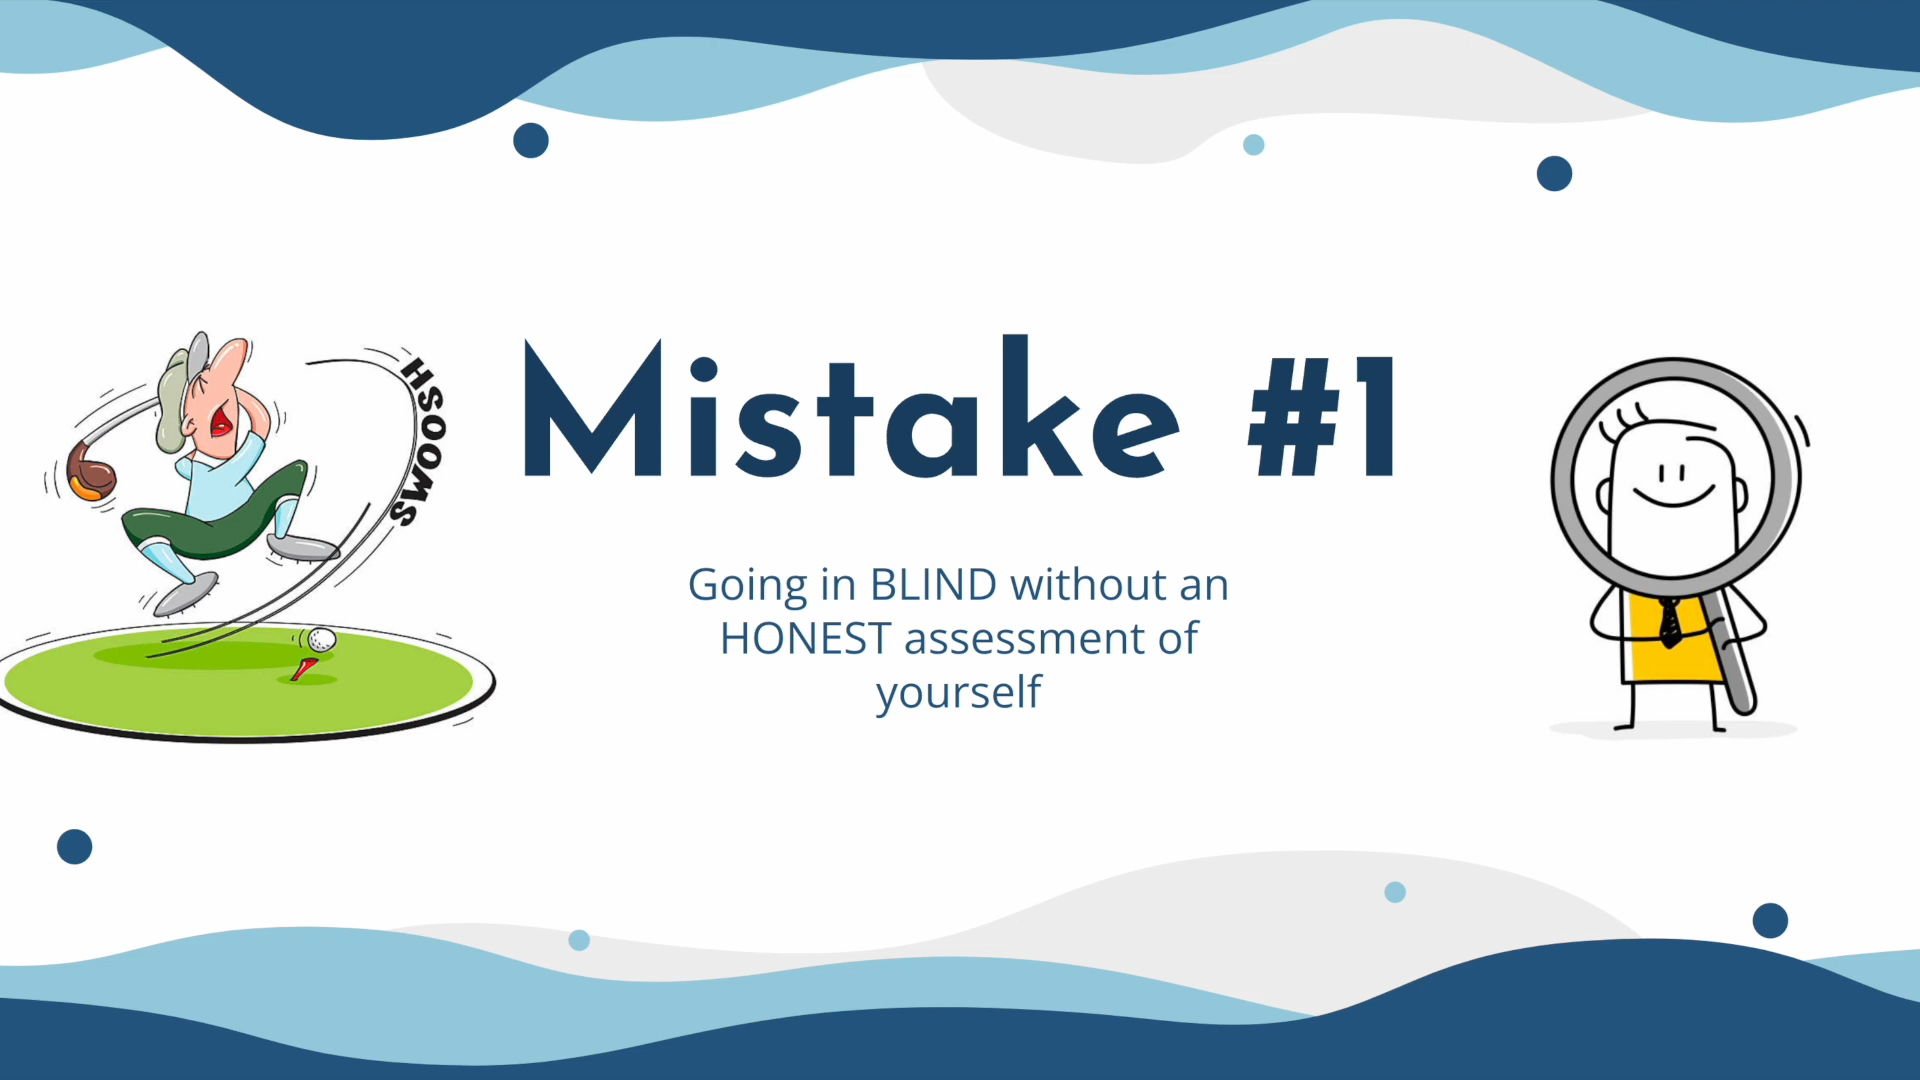 Mistake #1
SWOOSH
Going in BLIND without an
HONEST assessment of
yourself